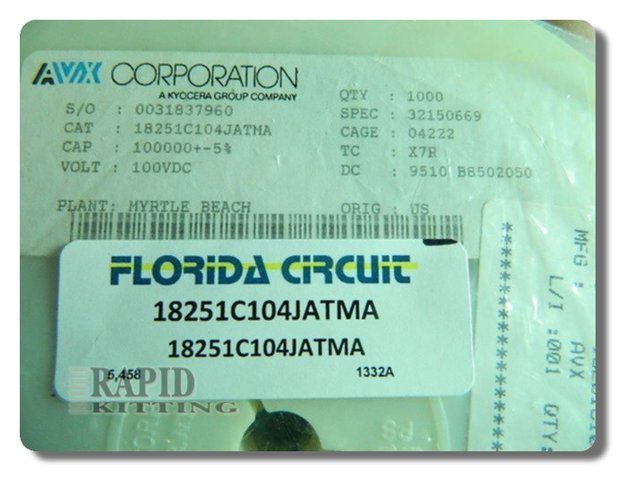 AVAX CORPORATION
A KYOCERA GROUP COMPANY
S/O : 0031837960
CAT : 18251C104JATMA
CAP : 100000+-5%
VOLT : 100VDC
PLANT: MYRTLE BEACH
QTY : 1000
SPEC : 32150669
CAGE : 04222
TC : X7R
DC : 9510 B8502050
ORIG : US
FLORIDA CIRCUIT
18251C104JATMA
18251C104JATMA
5,458 1332A
RAPID
KITTING
MFG : AVX
L/I :001 QTY: